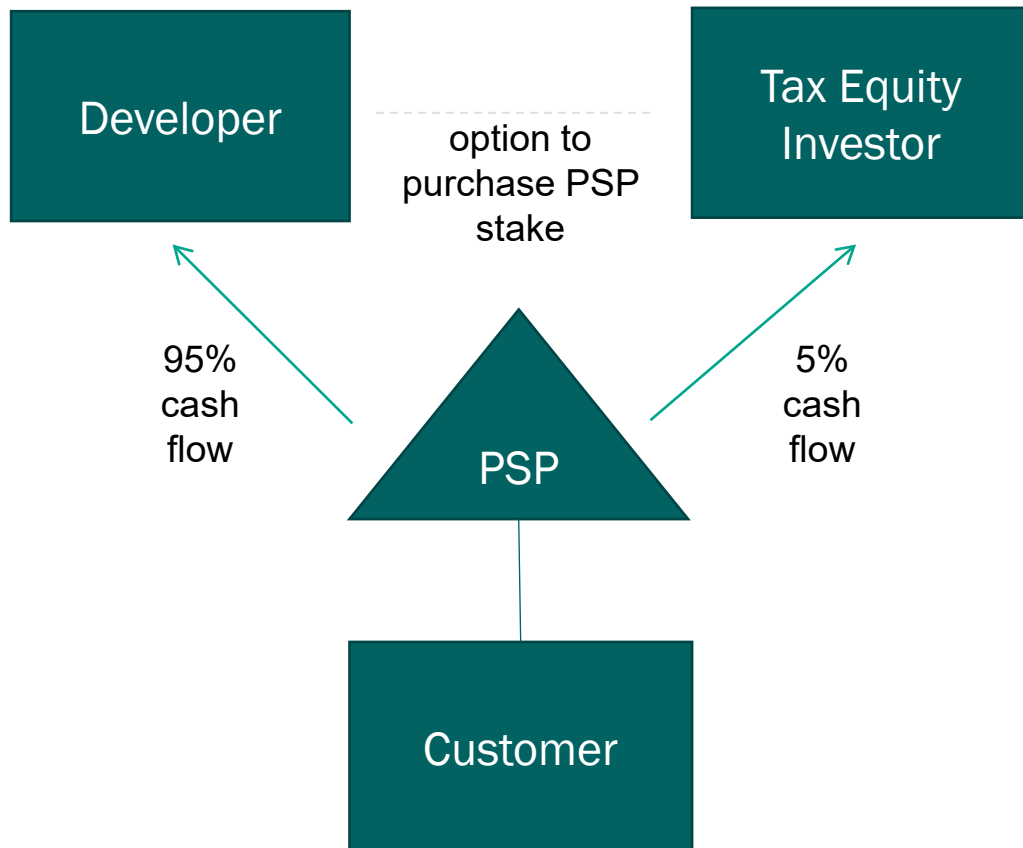 Developer
Tax Equity
Investor
option to
purchase PSP
stake
95%
cash
flow
5%
cash
flow
PSP
Customer